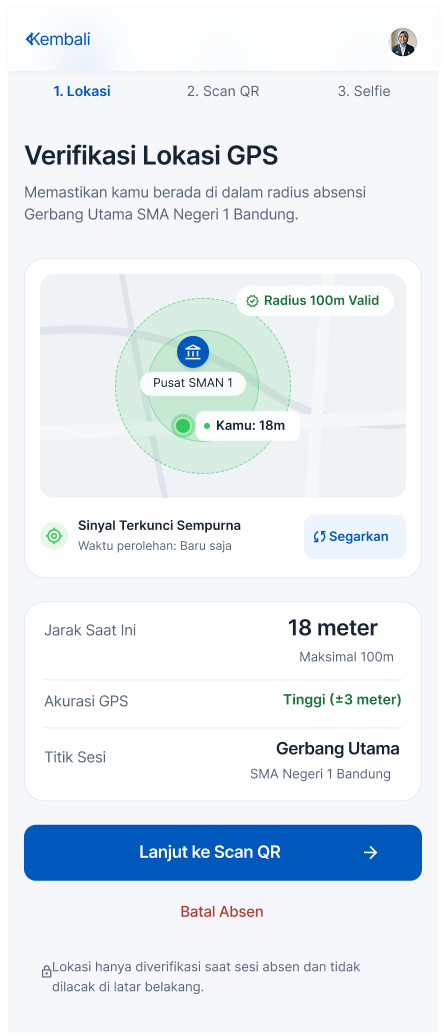 Kembali
1. Lokasi 2. Scan QR 3. Selfie
Verifikasi Lokasi GPS
Memastikan kamu berada di dalam radius absensi
Gerbang Utama SMA Negeri 1 Bandung.
Radius 100m Valid
Pusat SMAN 1
Kamu: 18m
Sinyal Terkunci Sempurna
Waktu perolehan: Baru saja
Segarkan
Jarak Saat Ini 18 meter
Maksimal 100m
Akurasi GPS Tinggi (±3 meter)
Titik Sesi Gerbang Utama
SMA Negeri 1 Bandung
Lanjut ke Scan QR
Batal Absen
Lokasi hanya diverifikasi saat sesi absen dan tidak
dilacak di latar belakang.